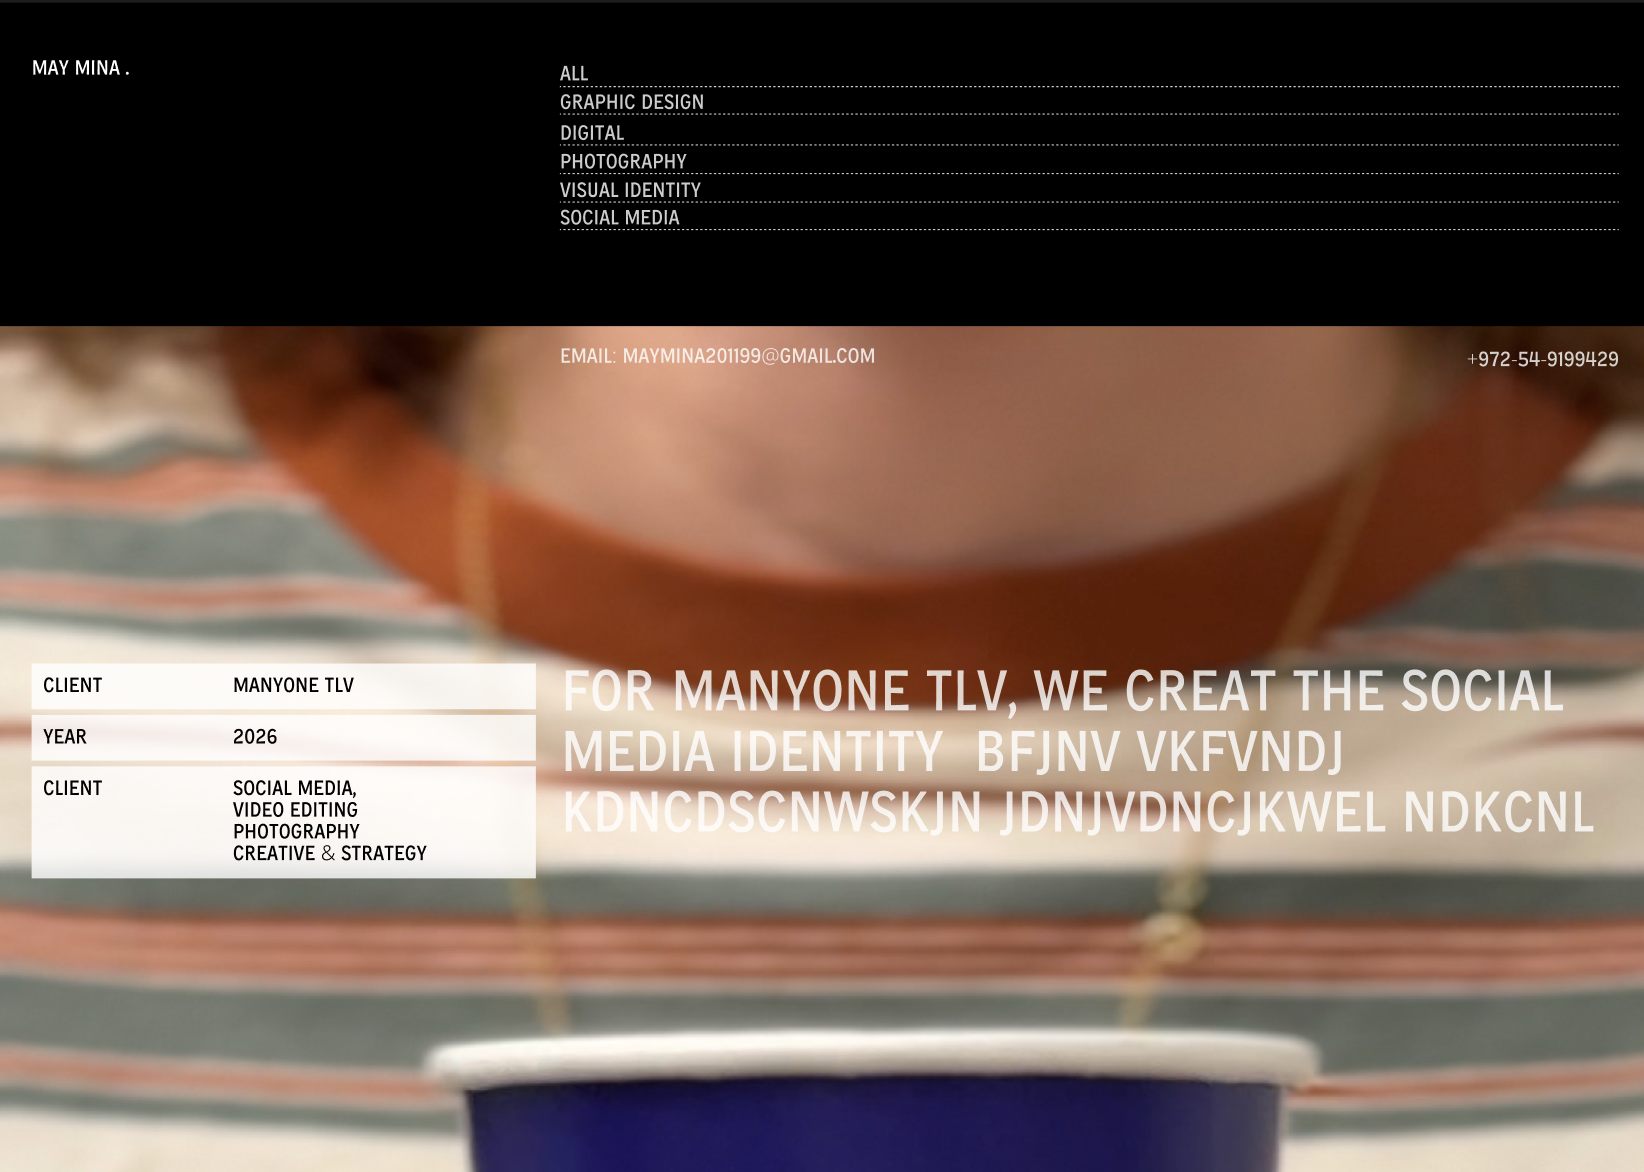 MAY MINA .
ALL
GRAPHIC DESIGN
DIGITAL
PHOTOGRAPHY
VISUAL IDENTITY
SOCIAL MEDIA
EMAIL: MAYMINA201199@GMAIL.COM
+972-54-9199429
CLIENT MANYONE TLV
YEAR 2026
CLIENT SOCIAL MEDIA,
VIDEO EDITING
PHOTOGRAPHY
CREATIVE & STRATEGY
FOR MANYONE TLV, WE CREAT THE SOCIAL
MEDIA IDENTITY BFJNV VKFVNDJ
KDNCDSCNWSKJN JDNJVDNCJKWEL NDKCNL